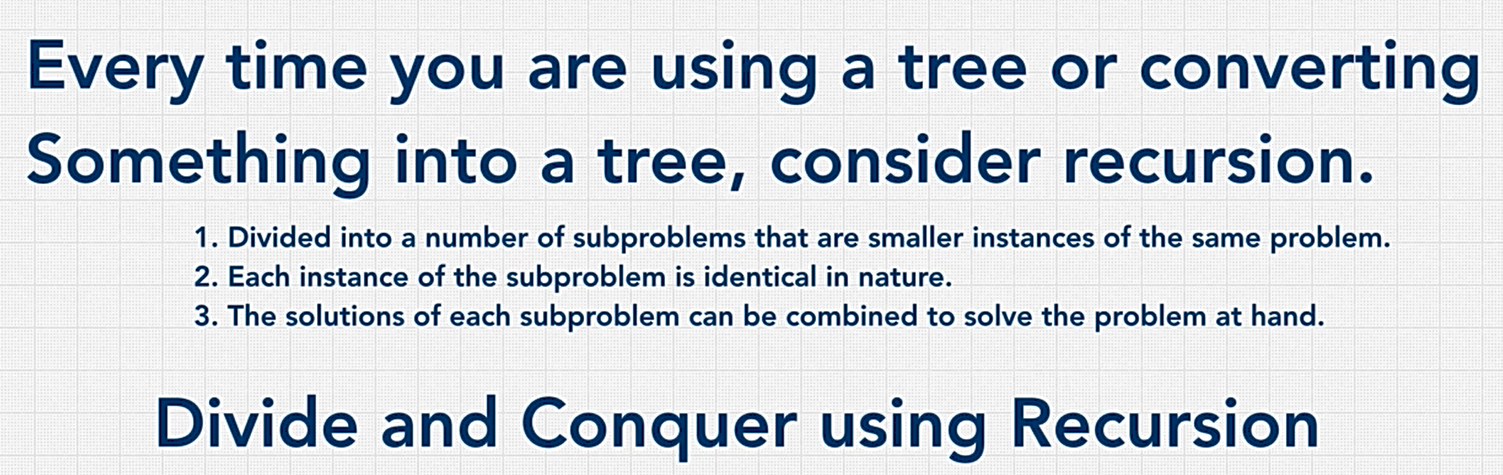 Every time you are using a tree or converting
Something into a tree, consider recursion.
1. Divided into a number of subproblems that are smaller instances of the same problem.
2. Each instance of the subproblem is identical in nature.
3. The solutions of each subproblem can be combined to solve the problem at hand.
Divide and Conquer using Recursion